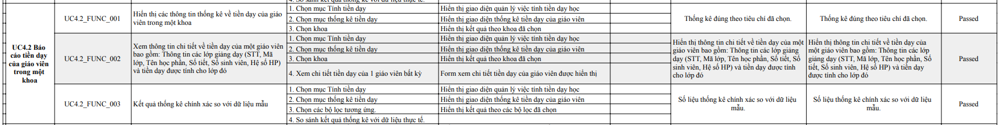 4. So sánh kết quả thống kê với dữ liệu thực tế.
UC4.2 Báo
cáo tiền dạy
của giáo viên
trong một
khoa
UC4.2_FUNC_001
Hiển thị các thông tin thống kê về tiền dạy của giáo
viên trong một khoa
1. Chọn mục Tính tiền dạy
Hiển thị giao diện quản lý việc tính tiền dạy học
2. Chọn mục thống kê tiền dạy
Hiển thị giao diện thống kê tiền dạy của giáo viên
3. Chọn khoa
Hiển thị kết quả theo khoa đã chọn
Thống kê đúng theo tiêu chí đã chọn.
Thống kê đúng theo tiêu chí đã chọn.
Passed
UC4.2_FUNC_002
Xem thông tin chi tiết về tiền dạy của một giáo viên
bao gồm: Thông tin các lớp giảng dạy (STT, Mã
lớp, Tên học phần, Số tiết, Số sinh viên, Hệ số HP)
và tiền dạy được tính cho lớp đó
1. Chọn mục Tính tiền dạy
Hiển thị giao diện quản lý việc tính tiền dạy học
2. Chọn mục thống kê tiền dạy
Hiển thị giao diện thống kê tiền dạy của giáo viên
3. Chọn khoa
Hiển thị kết quả theo khoa đã chọn
4. Xem chi tiết tiền dạy của 1 giáo viên bất kỳ
Form xem chi tiết tiền dạy của giáo viên được hiển thị
Hiển thị thông tin chi tiết về tiền dạy của một
giáo viên bao gồm: Thông tin các lớp giảng
dạy (STT, Mã lớp, Tên học phần, Số tiết, Số
sinh viên, Hệ số HP) và tiền dạy được tính
cho lớp đó
Hiển thị thông tin chi tiết về tiền dạy của
một giáo viên bao gồm: Thông tin các lớp
giảng dạy (STT, Mã lớp, Tên học phần, Số
tiết, Số sinh viên, Hệ số HP) và tiền dạy
được tính cho lớp đó
Passed
UC4.2_FUNC_003
Kết quả thống kê chính xác so với dữ liệu mẫu
1. Chọn mục Tính tiền dạy
Hiển thị giao diện quản lý việc tính tiền dạy học
2. Chọn mục thống kê tiền dạy
Hiển thị giao diện thống kê tiền dạy của giáo viên
3. Chọn các bộ lọc tương ứng.
Hiển thị kết quả theo các bộ lọc đã chọn
4. So sánh kết quả thống kê với dữ liệu thực tế.
Số liệu thống kê chính xác so với dữ liệu
mẫu.
Số liệu thống kê chính xác so với dữ liệu
mẫu.
Passed